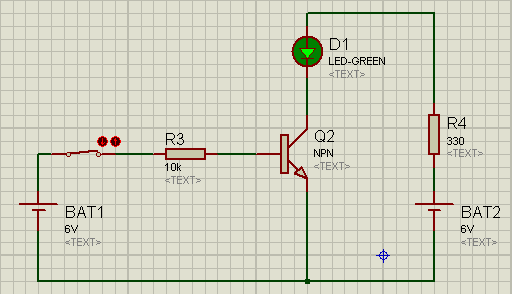 D1
LED-GREEN
<TEXT>
R4
330
<TEXT>
R3
10k
<TEXT>
Q2
NPN
<TEXT>
BAT1
6V
<TEXT>
BAT2
6V
<TEXT>